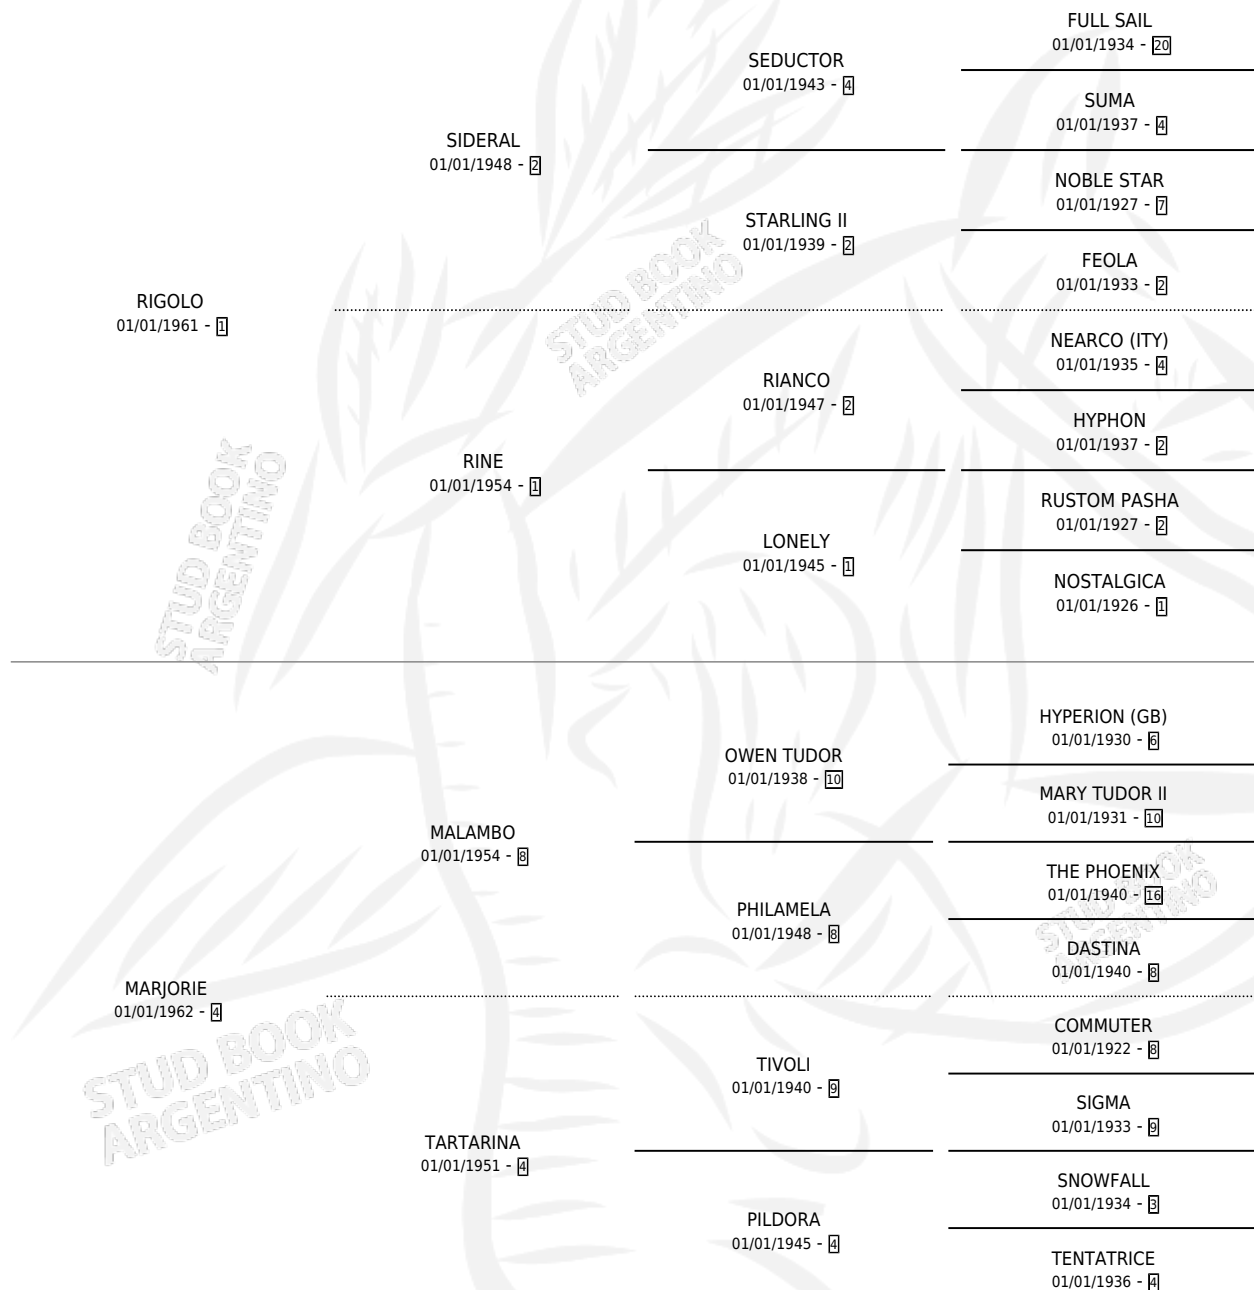 FULL SAIL
01/01/1934 - 20
SEDUCTOR
01/01/1943 - 4
SUMA
01/01/1937 - 4
SIDERAL
01/01/1948 - 2
NOBLE STAR
01/01/1927 - 7
STARLING II
01/01/1939 - 2
FEOLA
01/01/1933 - 2
RIGOLO
01/01/1961 - 1
STUD BOOK
ARGENTINO
NEARCO (ITY)
01/01/1935 - 4
RIANCO
01/01/1947 - 2
HYPHON
01/01/1937 - 2
RINE
01/01/1954 - 1
RUSTOM PASHA
01/01/1927 - 2
LONELY
01/01/1945 - 1
NOSTALGICA
01/01/1926 - 1
STUD BOOK
ARGENTINO
HYPERION (GB)
01/01/1930 - 6
OWEN TUDOR
01/01/1938 - 10
MARY TUDOR II
01/01/1931 - 10
MALAMBO
01/01/1954 - 8
THE PHOENIX
01/01/1940 - 16
PHILAMELA
01/01/1948 - 8
STUD BOOK
ARGENTINO
DASTINA
01/01/1940 - 8
MARJORIE
01/01/1962 - 4
STUD BOOK
ARGENTINO
COMMUTER
01/01/1922 - 8
TIVOLI
01/01/1940 - 9
SIGMA
01/01/1933 - 9
TARTARINA
01/01/1951 - 4
SNOWFALL
01/01/1934 - 3
PILDORA
01/01/1945 - 4
TENTATRICE
01/01/1936 - 4